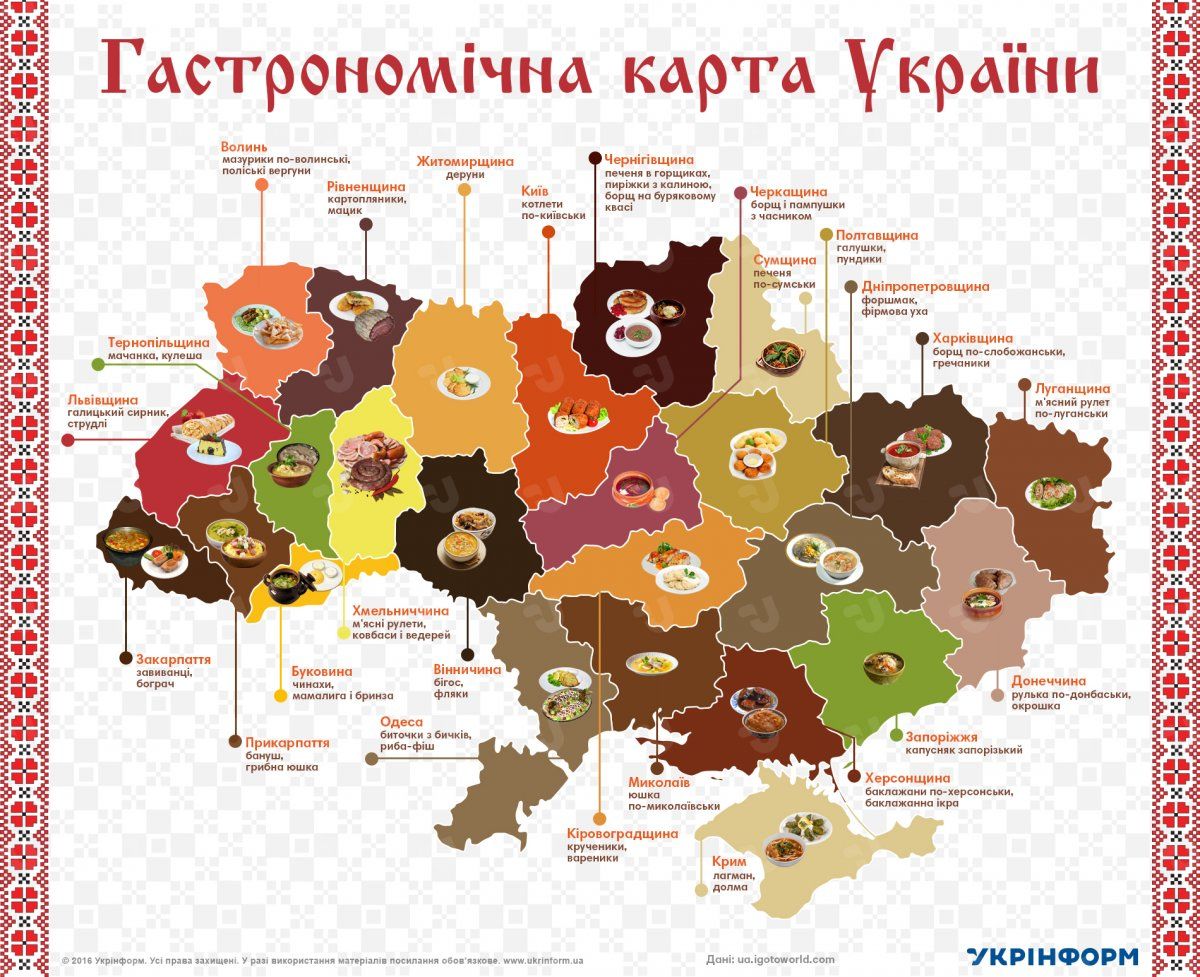 Гастрономічна карта України
Волинь
мазурики по-волинські,
поліські вергуни
Рівненщина
картопляники,
мацик
Житомирщина
деруни
Київ
котлети
по-київськи
Чернігівщина
печеня в горщиках,
пиріжки з калиною,
борщ на буряковому
квасі
Черкащина
борщ і пампушки
з часником
Сумщина
печеня
по-сумськи
Полтавщина
галушки,
пундики
Дніпропетровщина
форшмак,
фірмова уха
Харківщина
борщ по-слобожанськи,
гречаники
Луганщина
м'ясний рулет
по-луганськи
Тернопільщина
мачанка, кулеша
Львівщина
галицький сирник,
струдлі
Закарпаття
завиванці,
бограч
Прикарпаття
бануш,
грибна юшка
Буковина
чинахи,
мамалига і бринза
Хмельниччина
м'ясні рулети,
ковбаси і ведерей
Вінничина
бігос,
фляки
Одеса
биточки з бичків,
риба-фіш
Кіровоградщина
крученики,
вареники
Миколаїв
юшка
по-миколаївськи
Крим
лагман,
долма
Херсонщина
баклажани по-херсонськи,
баклажанна ікра
Запоріжжя
капусняк запорізький
Донеччина
рулька по-донбаськи,
окрошка
© 2016 Укрінформ. Усі права захищені. У разі використання матеріалів посилання обов'язкове. www.ukrinform.ua
Дані: ua.igotoworld.com
УКРІНФОРМ